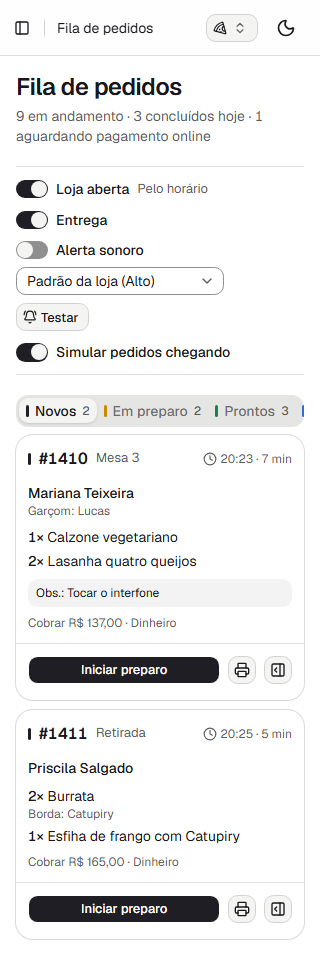 Fila de pedidos
Fila de pedidos
9 em andamento · 3 concluídos hoje · 1
aguardando pagamento online
Loja aberta Pelo horário
Entrega
Alerta sonoro
Padrão da loja (Alto)
Testar
Simular pedidos chegando
Novos 2 Em preparo 2 Prontos 3
#1410 Mesa 3 20:23 · 7 min
Mariana Teixeira
Garçom: Lucas
1× Calzone vegetariano
2× Lasanha quatro queijos
Obs.: Tocar o interfone
Cobrar R$ 137,00 · Dinheiro
Iniciar preparo
#1411 Retirada 20:25 · 5 min
Priscila Salgado
2× Burrata
Borda: Catupiry
1× Esfiha de frango com Catupiry
Cobrar R$ 165,00 · Dinheiro
Iniciar preparo